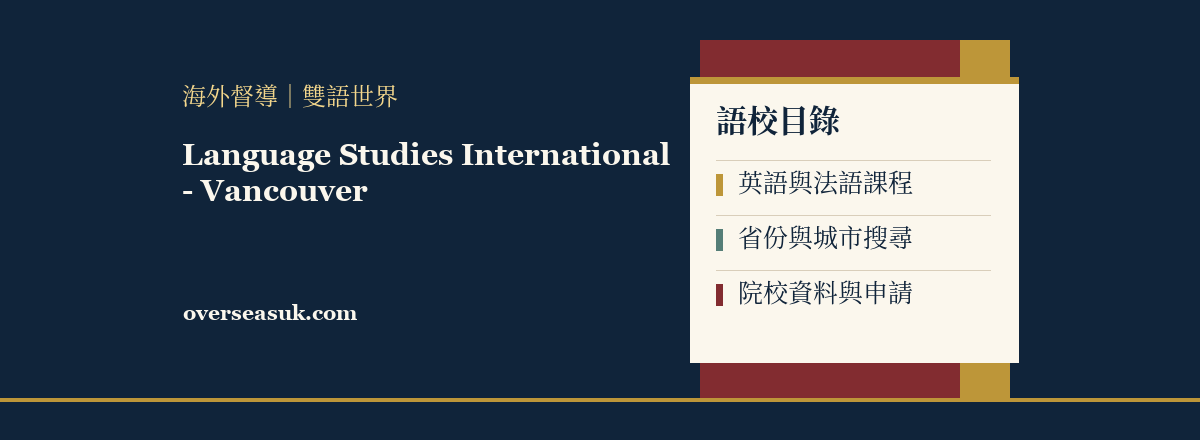 海外督導｜雙語世界
Language Studies International
- Vancouver
overseasuk.com
語校目錄
英語與法語課程
省份與城市搜尋
院校資料與申請